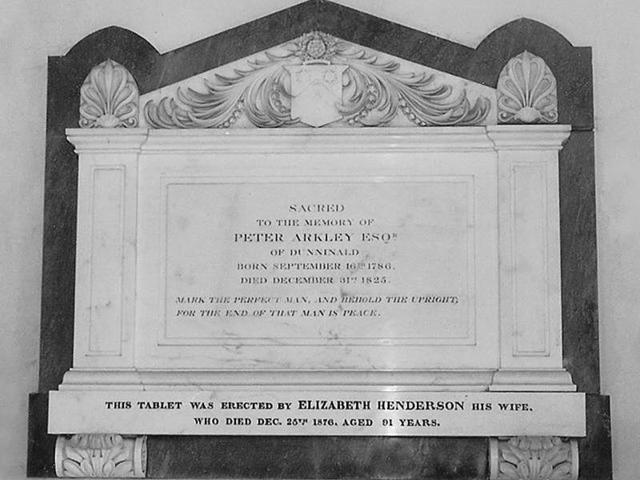 SACRED
TO THE MEMORY OF
PETER ARKLEY ESQR
OF DUNNINALD
BORN SEPTEMBER 16TH 1786.
DIED DECEMBER 31ST 1825.
MARK THE PERFECT MAN, AND BEHOLD THE UPRIGHT,
FOR THE END OF THAT MAN IS PEACE.
THIS TABLET WAS ERECTED BY ELIZABETH HENDERSON HIS WIFE,
WHO DIED DEC. 25TH 1876, AGED 91 YEARS.